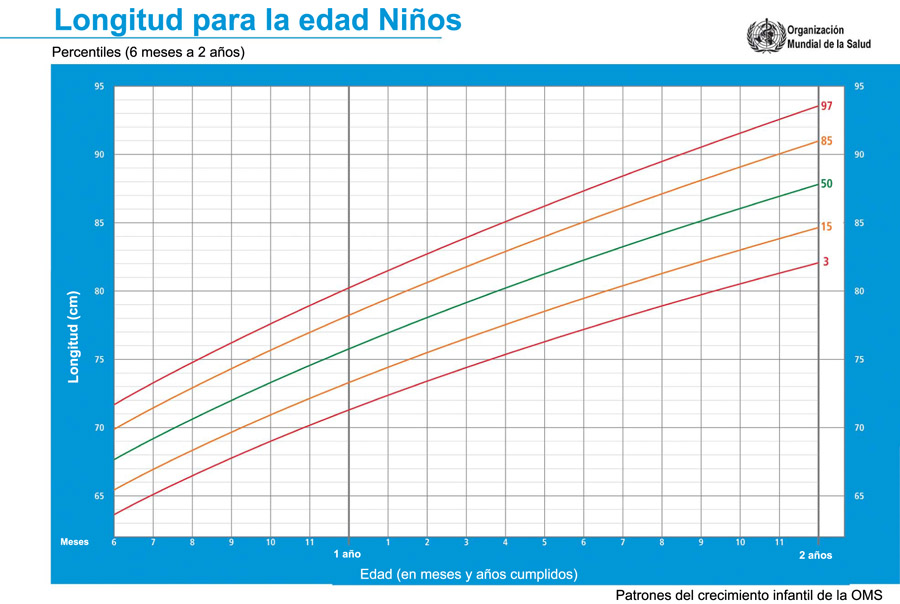 Longitud para la edad Niños
Percentiles (6 meses a 2 años)
Organización
Mundial de la Salud
95 95
97
85
90 90
50
85 85
15
3
80 80
75 75
70 70
65 65
Longitud (cm)
Meses 6 7 8 9 10 11 1 2 3 4 5 6 7 8 9 10 11
1 año 2 años
Edad (en meses y años cumplidos)
Patrones del crecimiento infantil de la OMS